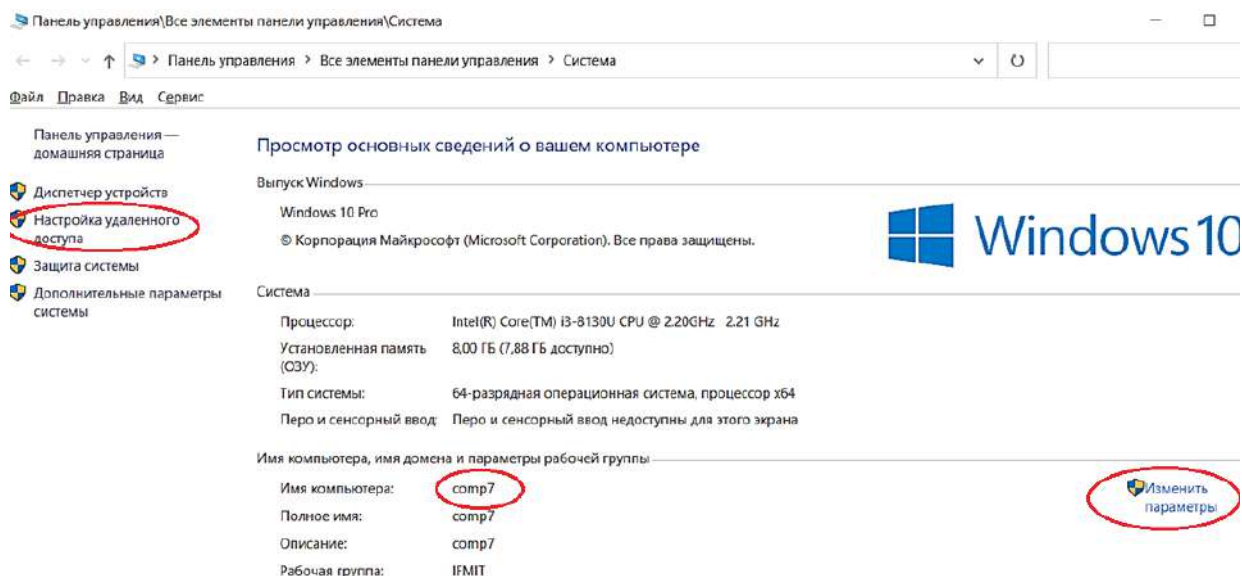 Панель управления\Все элементы панели управления\Система
Панель управления > Все элементы панели управления > Система
Файл Правка Вид Сервис
Панель управления —
домашняя страница
Диспетчер устройств
Настройка удаленного
доступа
Защита системы
Дополнительные параметры
системы
Просмотр основных сведений о вашем компьютере
Выпуск Windows
Windows 10 Pro
© Корпорация Майкрософт (Microsoft Corporation). Все права защищены.
Windows 10
Система
Процессор: Intel(R) Core(TM) i3-8130U CPU @ 2.20GHz 2.21 GHz
Установленная память 8,00 ГБ (7,88 ГБ доступно)
(ОЗУ):
Тип системы: 64-разрядная операционная система, процессор x64
Перо и сенсорный ввод: Перо и сенсорный ввод недоступны для этого экрана
Имя компьютера, имя домена и параметры рабочей группы
Имя компьютера: comp7
Изменить
параметры
Полное имя: comp7
Описание: comp7
Рабочая группа: IFMIT